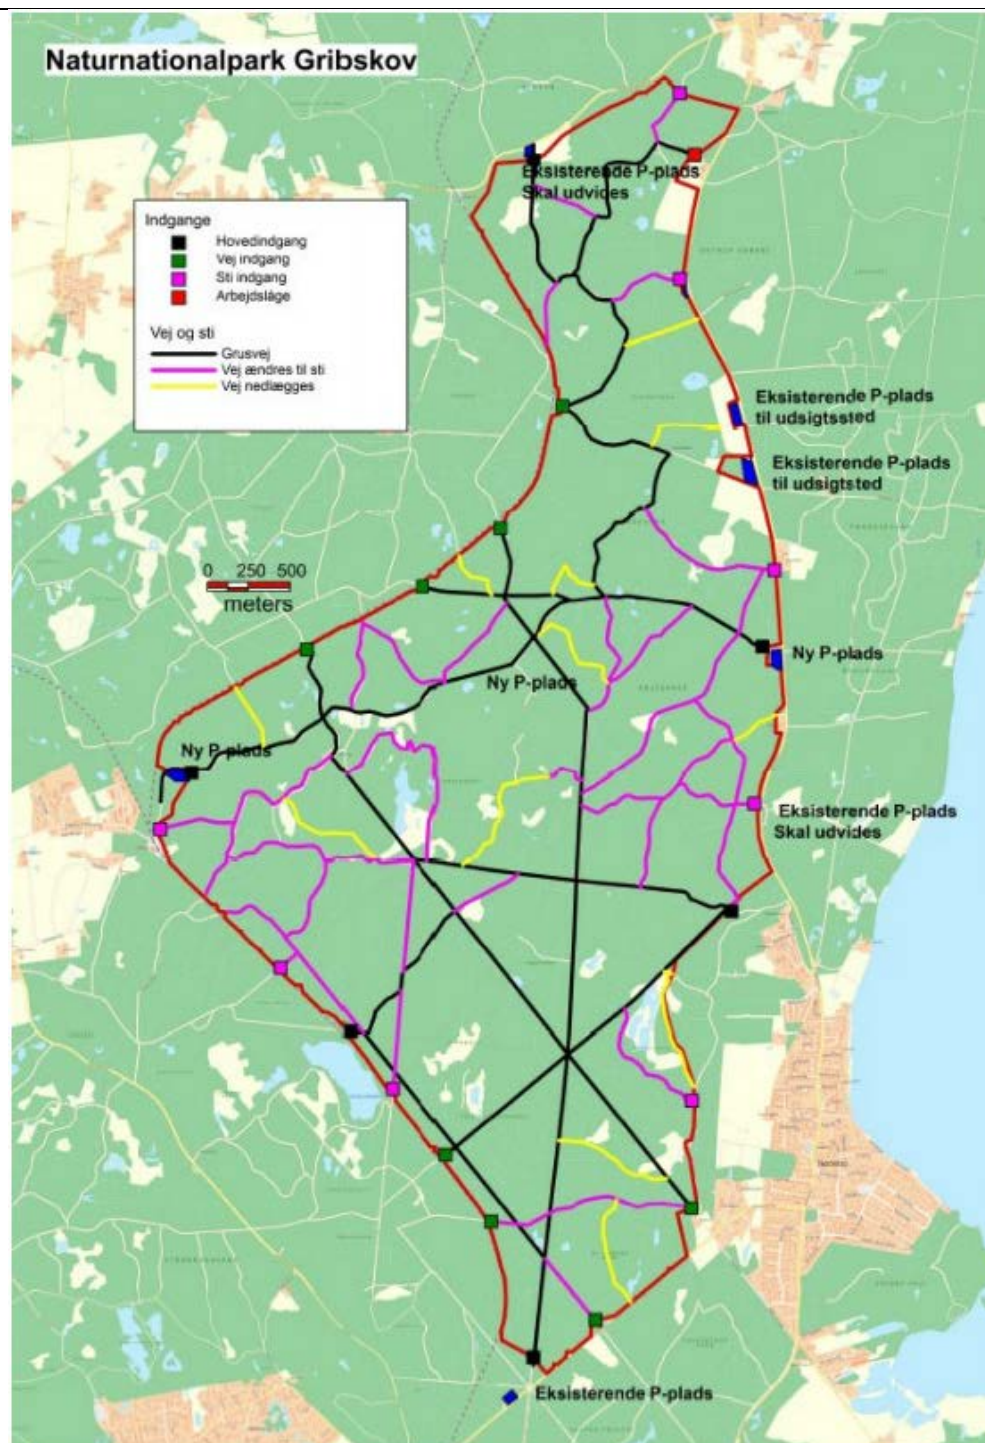 Naturnationalpark Gribskov
Eksisterende P-plads
Skal udvides
Indgange
Hovedindgang
Vej indgang
Sti indgang
Arbejdslåge
Vej og sti
Grusvej
Vej ændres til sti
Vej nedlægges
Eksisterende P-plads
til udsigtssted
Eksisterende P-plads
til udsigtsted
0 250 500
meters
Ny P-plads
Ny P-plads
Ny P-plads
Eksisterende P-plads
Skal udvides
Eksisterende P-plads